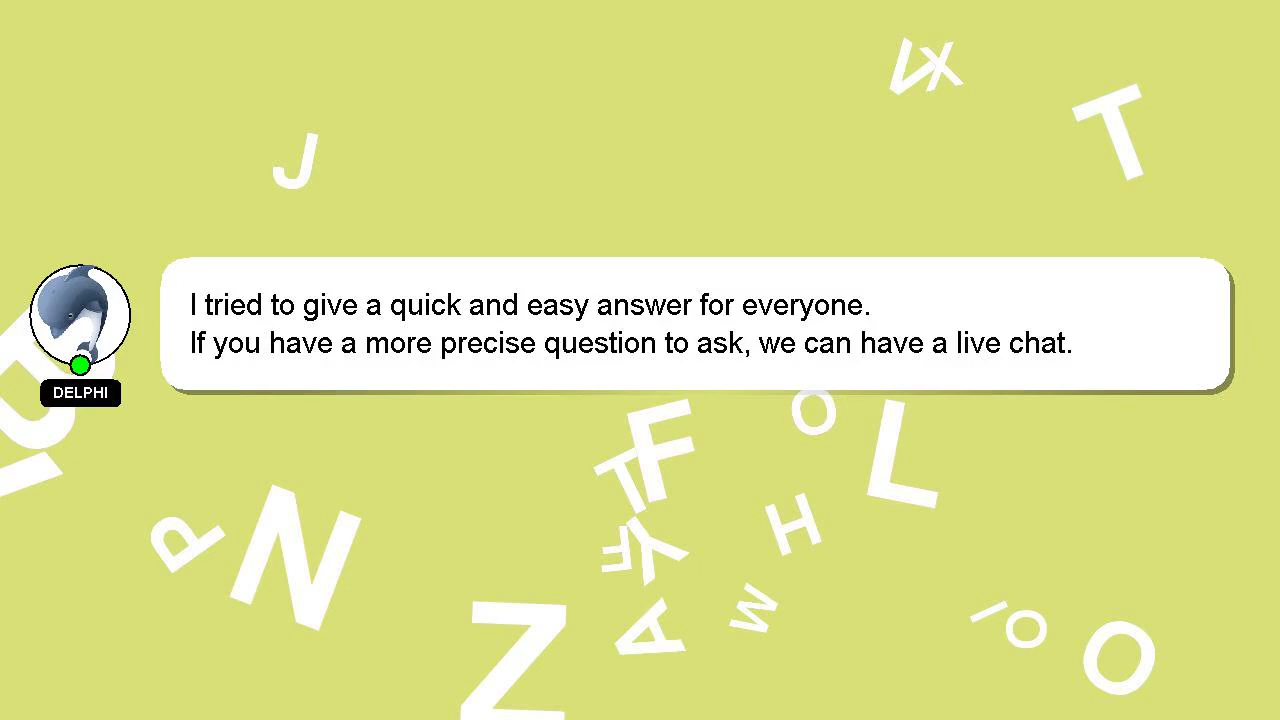 V X
T
J
I tried to give a quick and easy answer for everyone.
If you have a more precise question to ask, we can have a live chat.
DELPHI
F O L
T
P N H
F Y
Z A M I O O